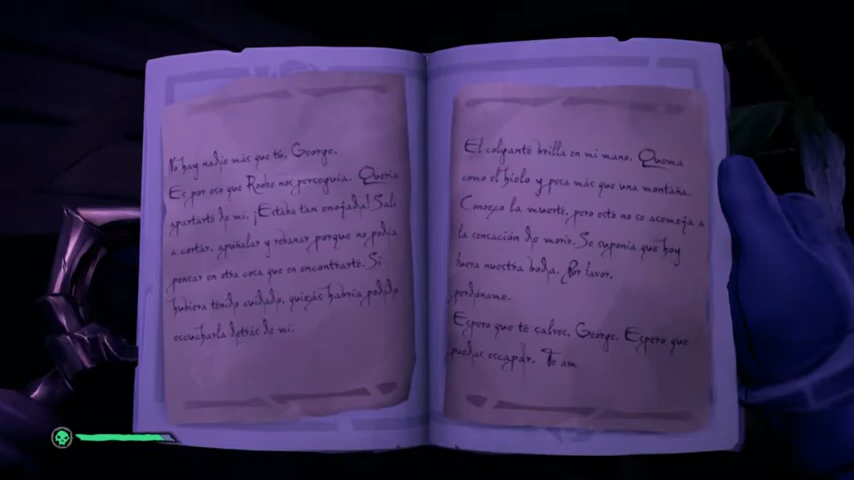 No hay nadie más que tú, George.
Es por eso que Rooke nos perseguía. Quería
apartarte de mí. ¡Estaba tan enojada! Salí
a cortar, apuñalar y rebanar porque no podía
pensar en otra cosa que en encontrarte. Si
hubiera tenido cuidado, quizás habría podido
escucharla detrás de mí.
El colgante brilla en mi mano. Quema
como el hielo y pesa más que una montaña.
Conozco la muerte, pero esto no se asemeja a
la sensación de morir. Se suponía que hoy
fuera nuestra boda. Por favor,
perdóname.
Espero que te salves, George. Espero que
puedas escapar. Te am